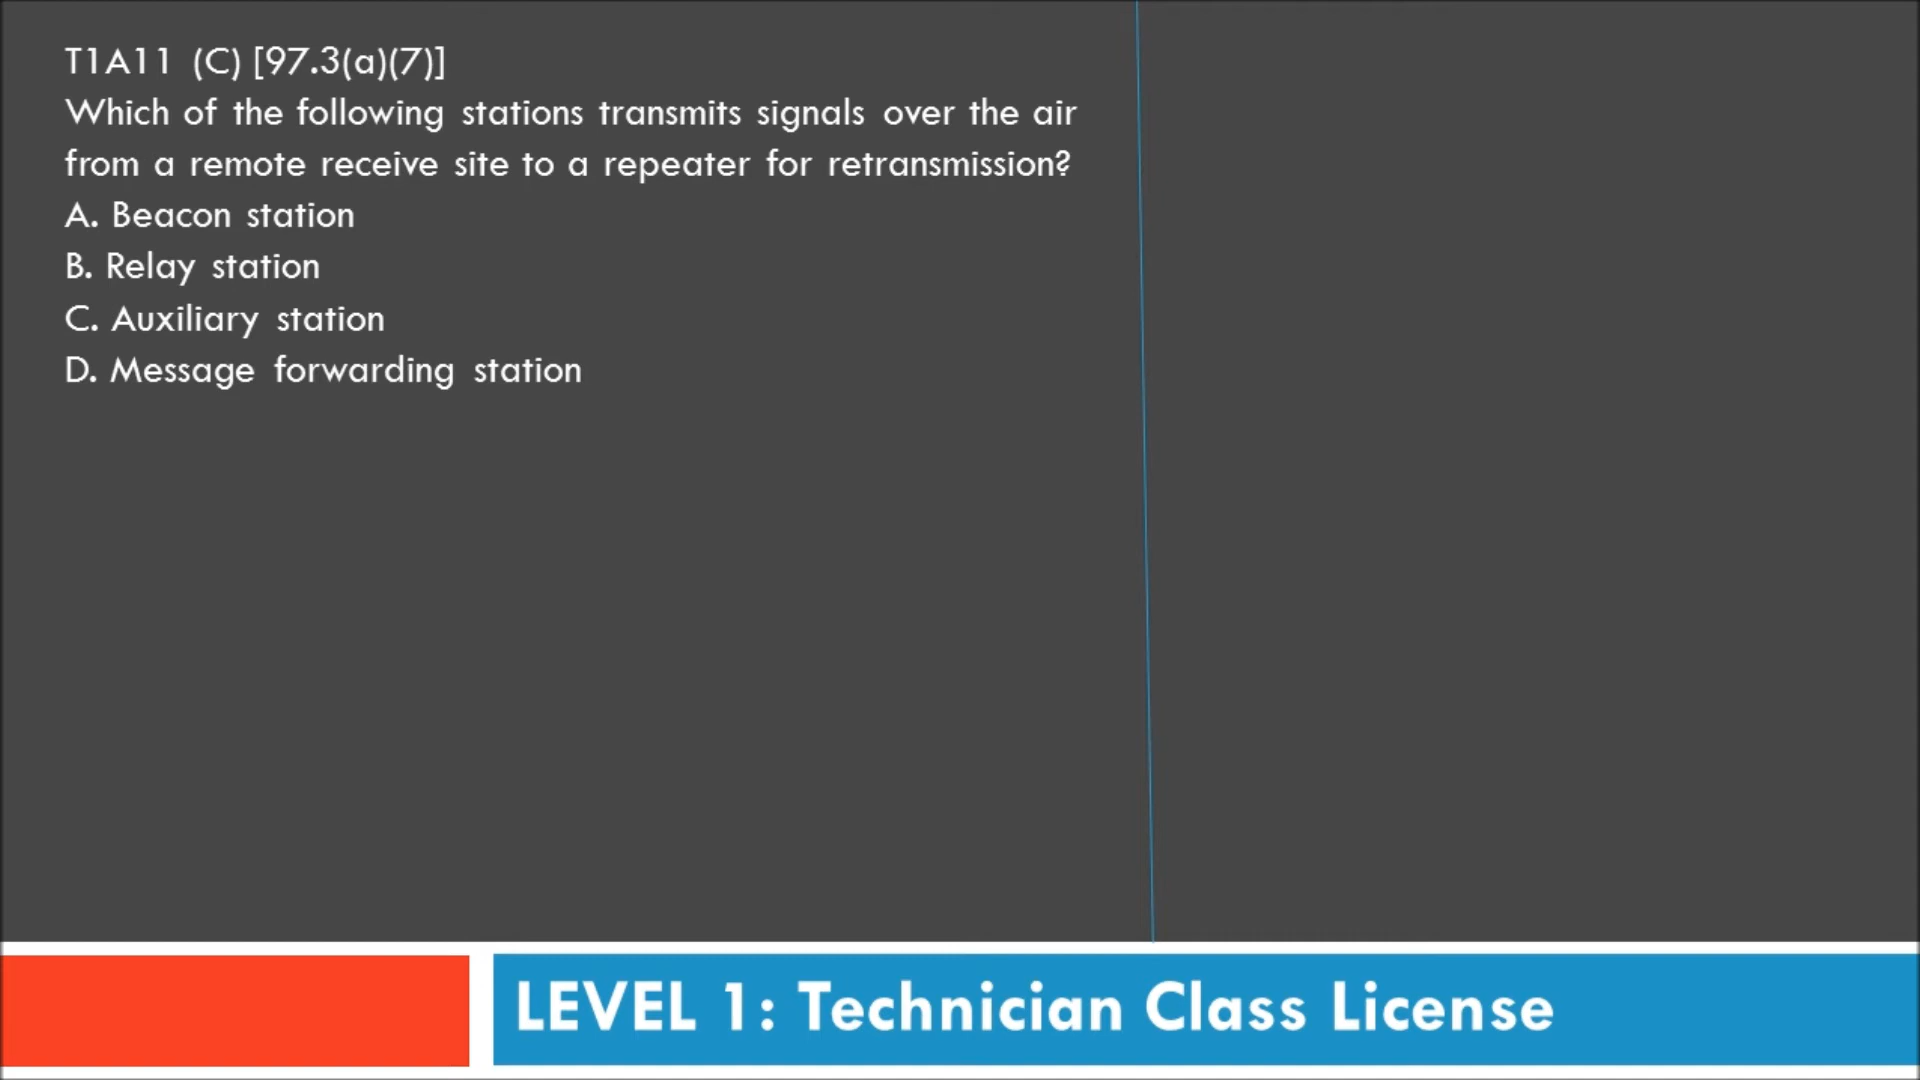 T1A11 (C) [97.3(a)(7)]
Which of the following stations transmits signals over the air
from a remote receive site to a repeater for retransmission?
A. Beacon station
B. Relay station
C. Auxiliary station
D. Message forwarding station
LEVEL 1: Technician Class License